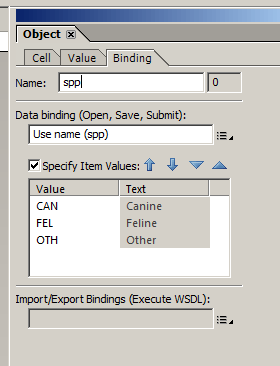 Object
Cell Value Binding
Name: spp 0
Data binding (Open, Save, Submit):
Use name (spp)
Specify Item Values:
Value Text
CAN Canine
FEL Feline
OTH Other
Import/Export Bindings (Execute WSDL):